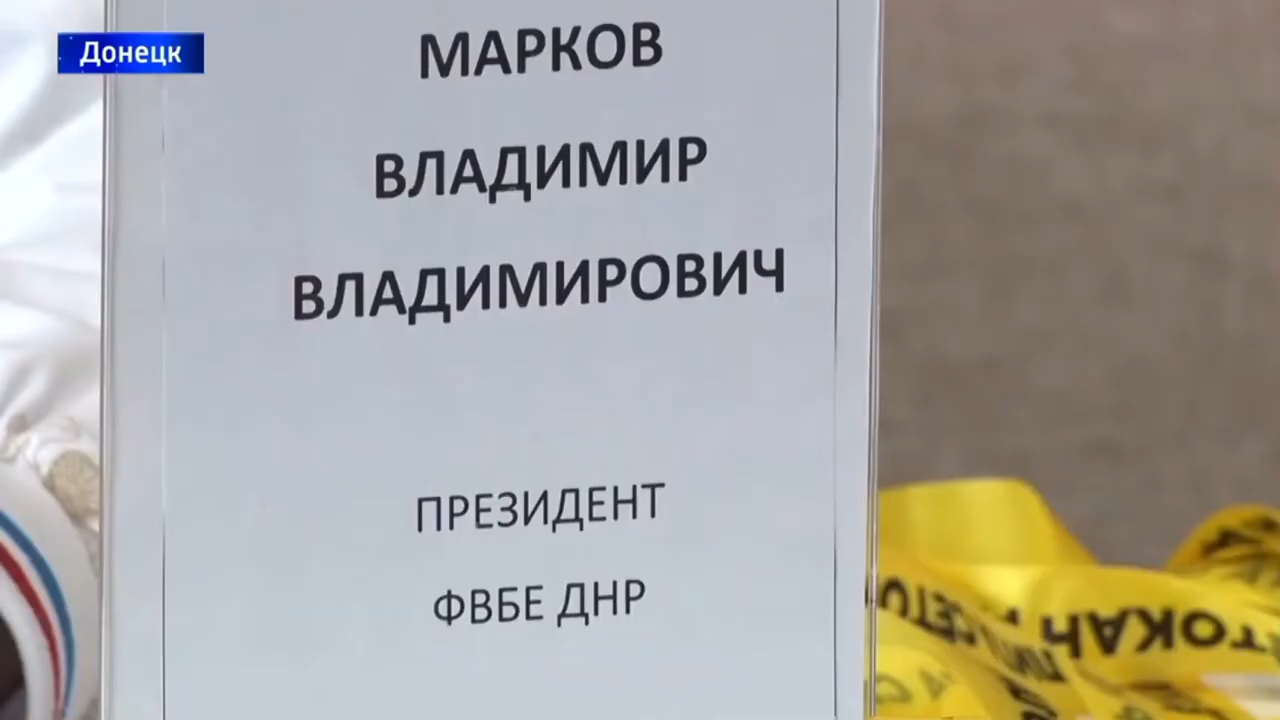 Донецк
МАРКОВ
ВЛАДИМИР
ВЛАДИМИРОВИЧ
ПРЕЗИДЕНТ
ФВБЕ ДНР